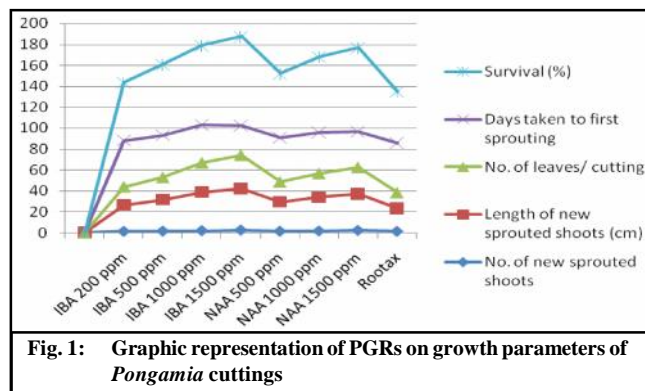 200
180
160
140
120
100
80
60
40
20
0
IBA 200 ppm
IBA 500 ppm
IBA 1000 ppm
IBA 1500 ppm
NAA 500 ppm
NAA 1000 ppm
NAA 1500 ppm
Rootax
Survival (%)
Days taken to first
sprouting
No. of leaves/ cutting
Length of new
sprouted shoots (cm)
No. of new sprouted
shoots
Fig. 1: Graphic representation of PGRs on growth parameters of
Pongamia cuttings